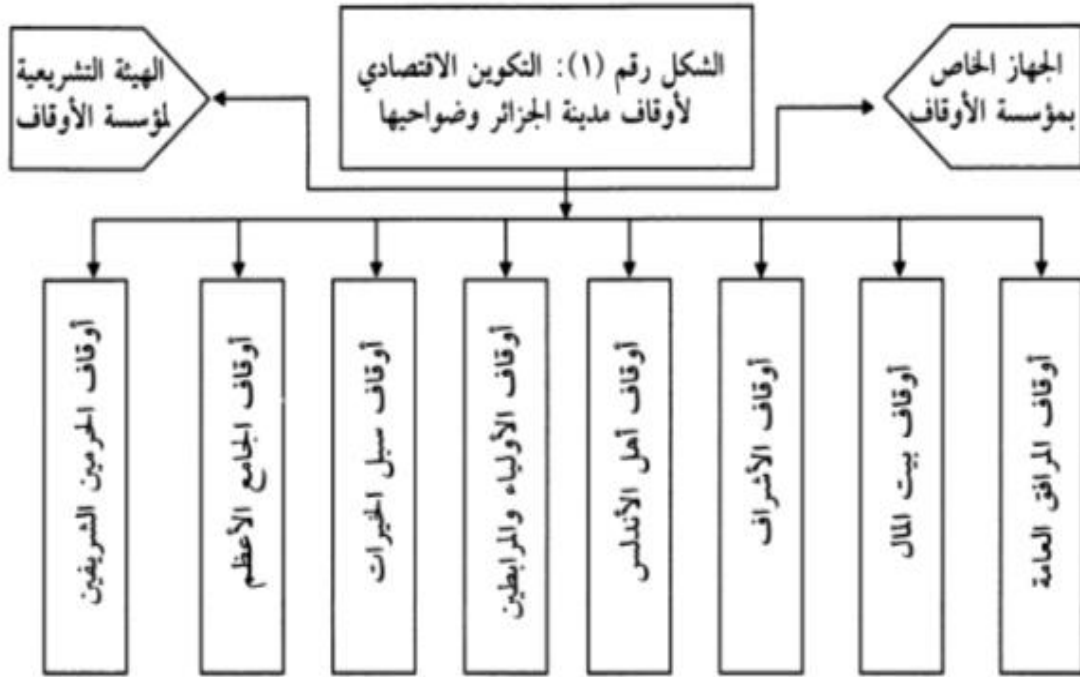 الجهاز الخاص
بمؤسسة الأوقاف
الشكل رقم (١): التكوين الاقتصادي
لأوقاف مدينة الجزائر وضواحيها
الهيئة التشريعية
لمؤسسة الأوقاف
أوقاف المرافق العامة
أوقاف بيت المال
أوقاف الأشراف
أوقاف أهل الأندلس
أوقاف الأولياء والمرابطين
أوقاف سبل الخيرات
أوقاف الجامع الأعظم
أوقاف الحرمين الشريفين